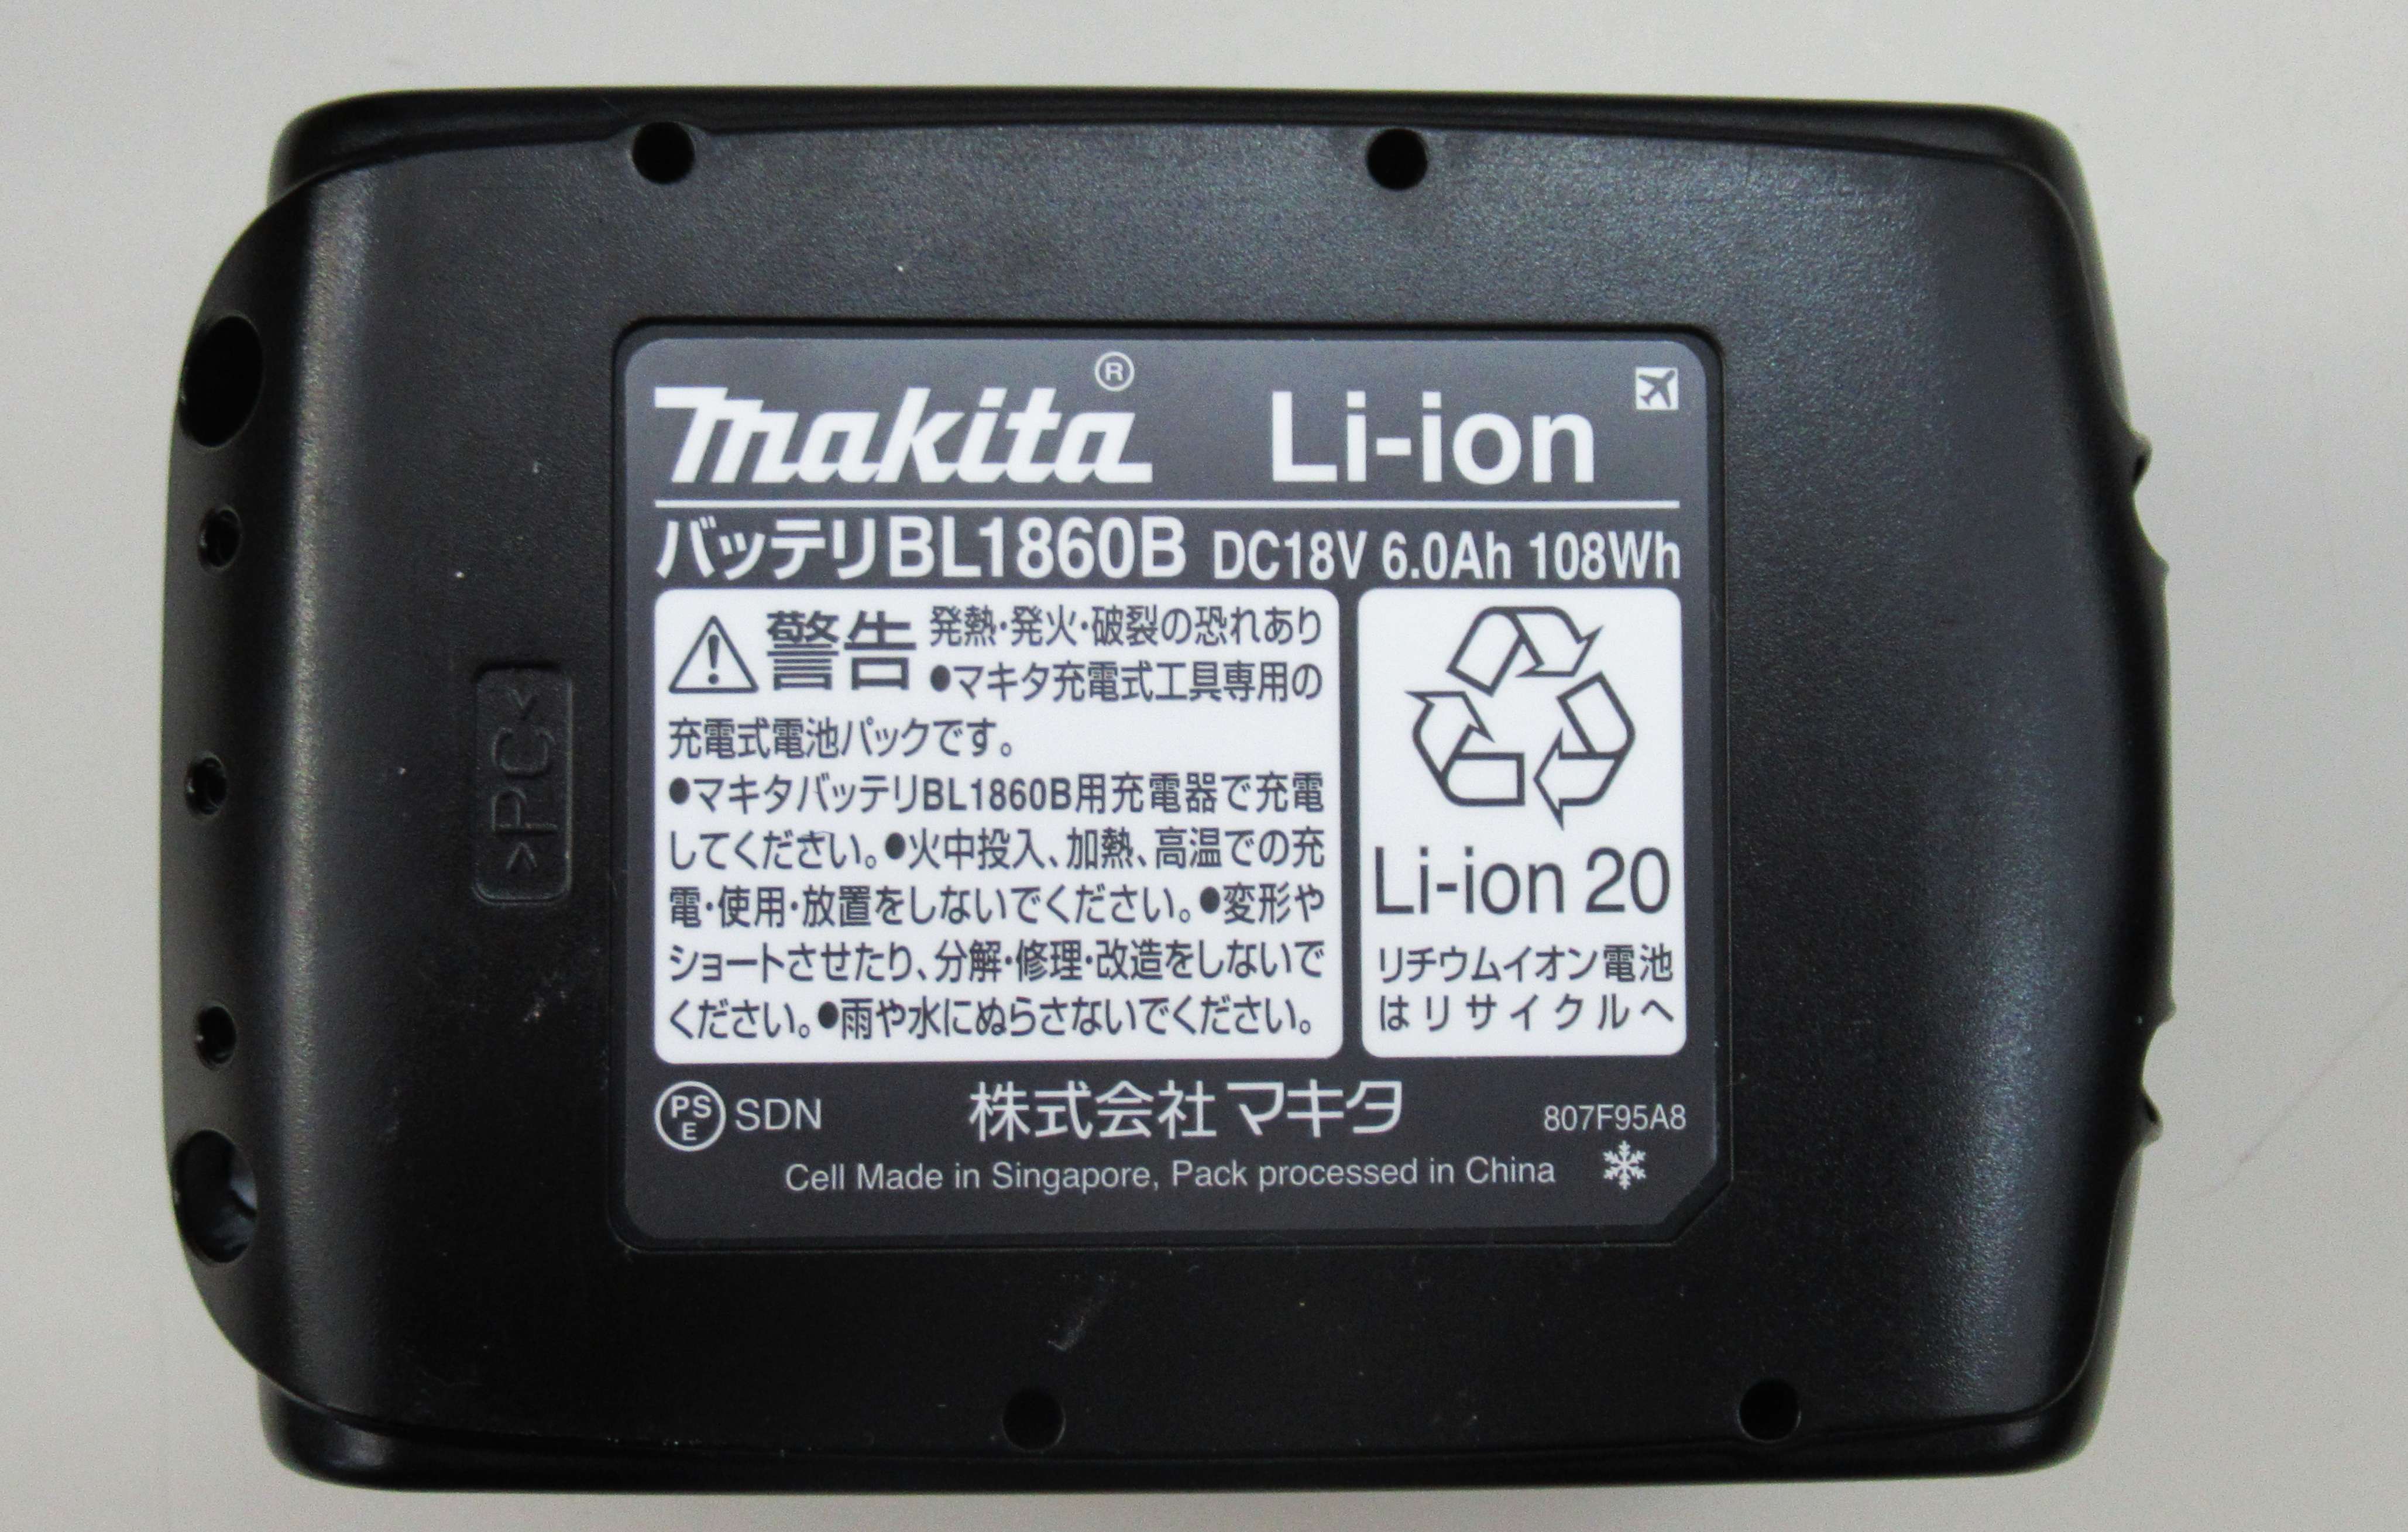 makita® Li-ion
バッテリBL1860B DC18V 6.0Ah 108Wh
警告 発熱・発火・破裂の恐れあり
●マキタ充電式工具専用の
充電式電池パックです。
●マキタバッテリBL1860B用充電器で充電
してください。●火中投入、加熱、高温での充
電・使用・放置をしないでください。●変形や
ショートさせたり、分解・修理・改造をしないで
ください。●雨や水にぬらさないでください。
Li-ion 20
リチウムイオン電池
はリサイクルへ
PSE SDN 株式会社マキタ 807F95A8
Cell Made in Singapore, Pack processed in China
>PC<